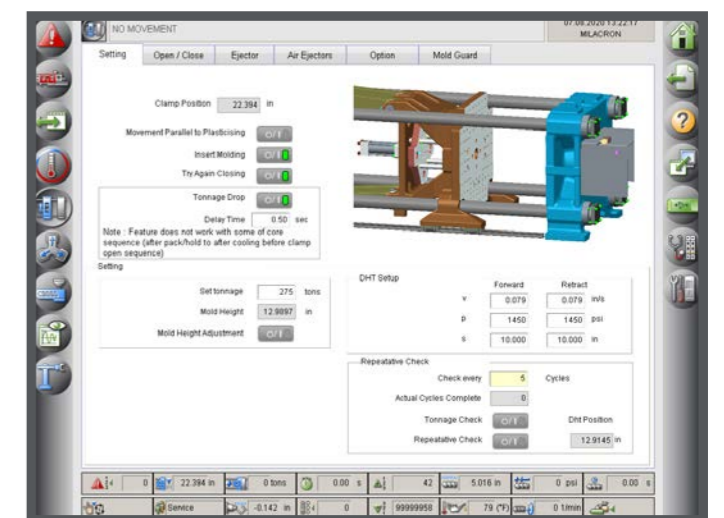 NO MOVEMENT
07.08.2020 13:22:17
MILACRON
Setting Open / Close Ejector Air Ejectors Option Mold Guard
Clamp Position 22.394 in
Movement Parallel to Plasticising O/I
Insert Molding O/I
Try Again Closing O/I
Tonnage Drop O/I
Delay Time 0.50 sec
Note : Feature does not work with some of core
sequence (after pack/hold to after cooling before clamp
open sequence)
Setting
Set tonnage 275 tons
Mold Height 12.9897 in
Mold Height Adjustment O/I
DHT Setup
Forward Retract
v 0.079 0.079 in/s
p 1450 1450 psi
s 10.000 10.000 in
Repeatative Check
Check every 5 Cycles
Actual Cycles Complete 0
Tonnage Check O/I Dht Position
Repeatative Check O/I 12.9145 in
0 22.394 in 0 tons 0.00 s 42 5.016 in 0 psi 0.00 s
Service -0.142 in 0 99999958 79 (°F) 0 1/min